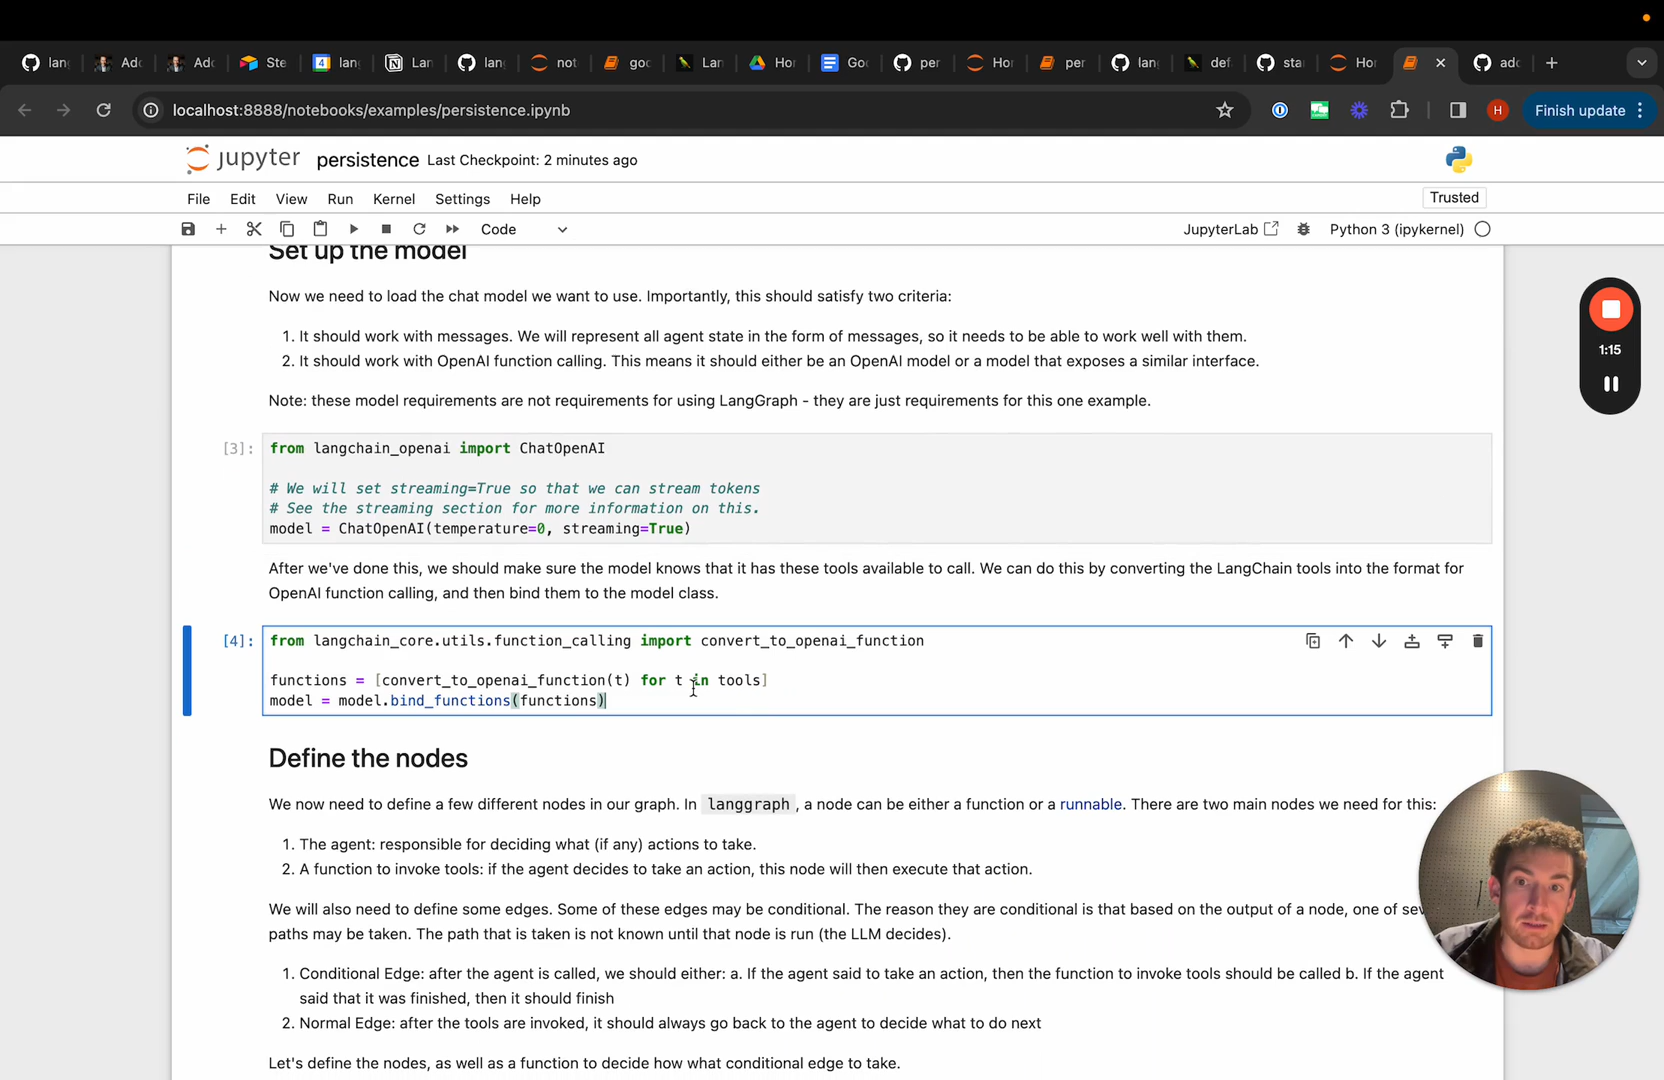 lang
Add
Add
Ste
4
lang
Lan
lang
not
goo
Lan
Hor
Goo
per
Hor
per
lang
def
sta
Hor
add
localhost:8888/notebooks/examples/persistence.ipynb
H
Finish update
jupyter persistence Last Checkpoint: 2 minutes ago
File Edit View Run Kernel Settings Help
Trusted
Code
JupyterLab
Python 3 (ipykernel)
Set up the model
Now we need to load the chat model we want to use. Importantly, this should satisfy two criteria:
1. It should work with messages. We will represent all agent state in the form of messages, so it needs to be able to work well with them.
2. It should work with OpenAI function calling. This means it should either be an OpenAI model or a model that exposes a similar interface.
Note: these model requirements are not requirements for using LangGraph - they are just requirements for this one example.
[3]: from langchain_openai import ChatOpenAI
# We will set streaming=True so that we can stream tokens
# See the streaming section for more information on this.
model = ChatOpenAI(temperature=0, streaming=True)
1:15
After we've done this, we should make sure the model knows that it has these tools available to call. We can do this by converting the LangChain tools into the format for
OpenAI function calling, and then bind them to the model class.
[4]: from langchain_core.utils.function_calling import convert_to_openai_function
functions = [convert_to_openai_function(t) for t in tools]
model = model.bind_functions(functions)
Define the nodes
We now need to define a few different nodes in our graph. In langgraph , a node can be either a function or a runnable. There are two main nodes we need for this:
1. The agent: responsible for deciding what (if any) actions to take.
2. A function to invoke tools: if the agent decides to take an action, this node will then execute that action.
We will also need to define some edges. Some of these edges may be conditional. The reason they are conditional is that based on the output of a node, one of
paths may be taken. The path that is taken is not known until that node is run (the LLM decides).
1. Conditional Edge: after the agent is called, we should either: a. If the agent said to take an action, then the function to invoke tools should be called b. If the agent
said that it was finished, then it should finish
2. Normal Edge: after the tools are invoked, it should always go back to the agent to decide what to do next
Let's define the nodes, as well as a function to decide how what conditional edge to take.